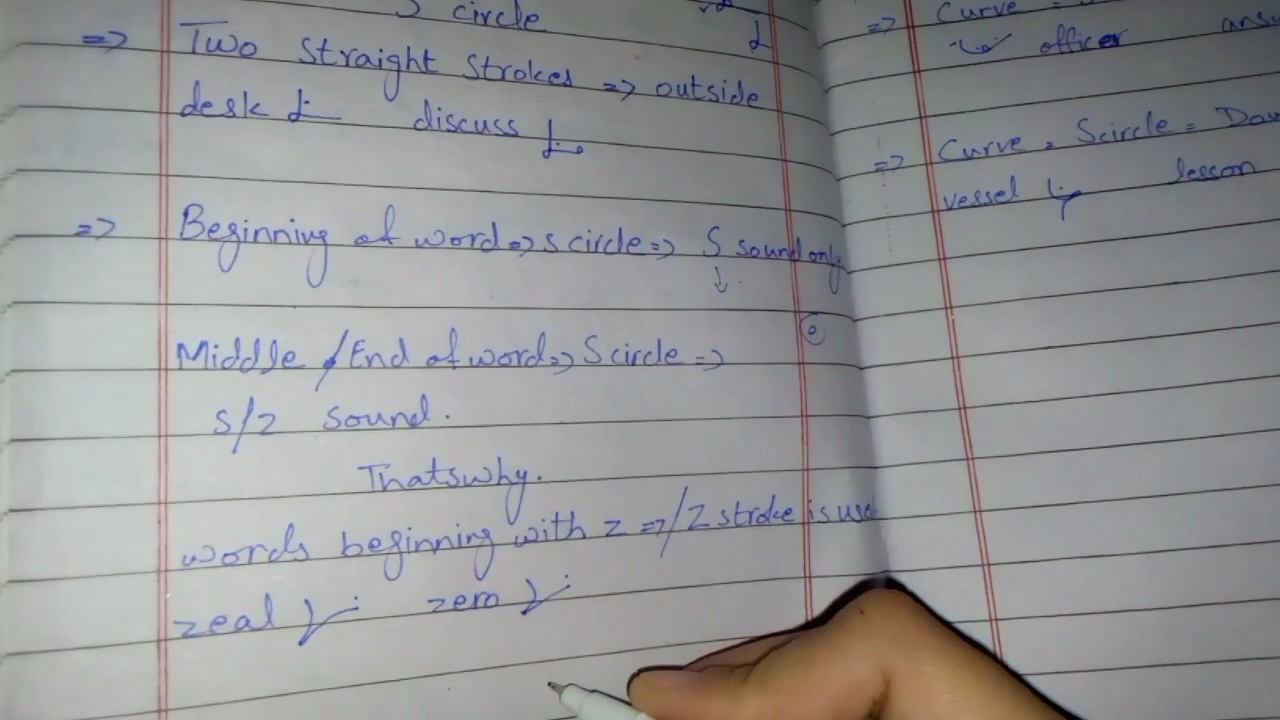 S circle
=> Two straight strokes => outside
desk discuss
=> Beginning of word => s circle => S sound only
↓
Middle / End of word => S circle =>
s/z sound.
Thatswhy.
words beginning with z => / Z stroke is used
zeal zero
=> Curve
officer
=> Curve = Scircle =
vessel lesson